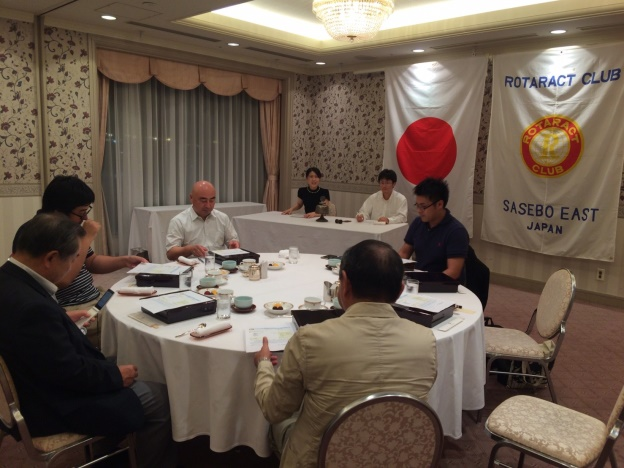 ROTARACT CLUB
ROTARACT
CLUB
SASEBO EAST
JAPAN